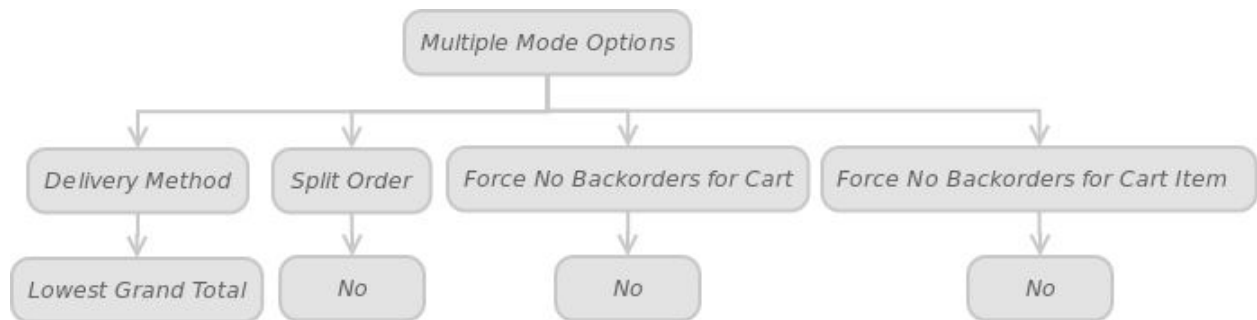 Multiple Mode Options
Delivery Method
Split Order
Force No Backorders for Cart
Force No Backorders for Cart Item
Lowest Grand Total
No
No
No